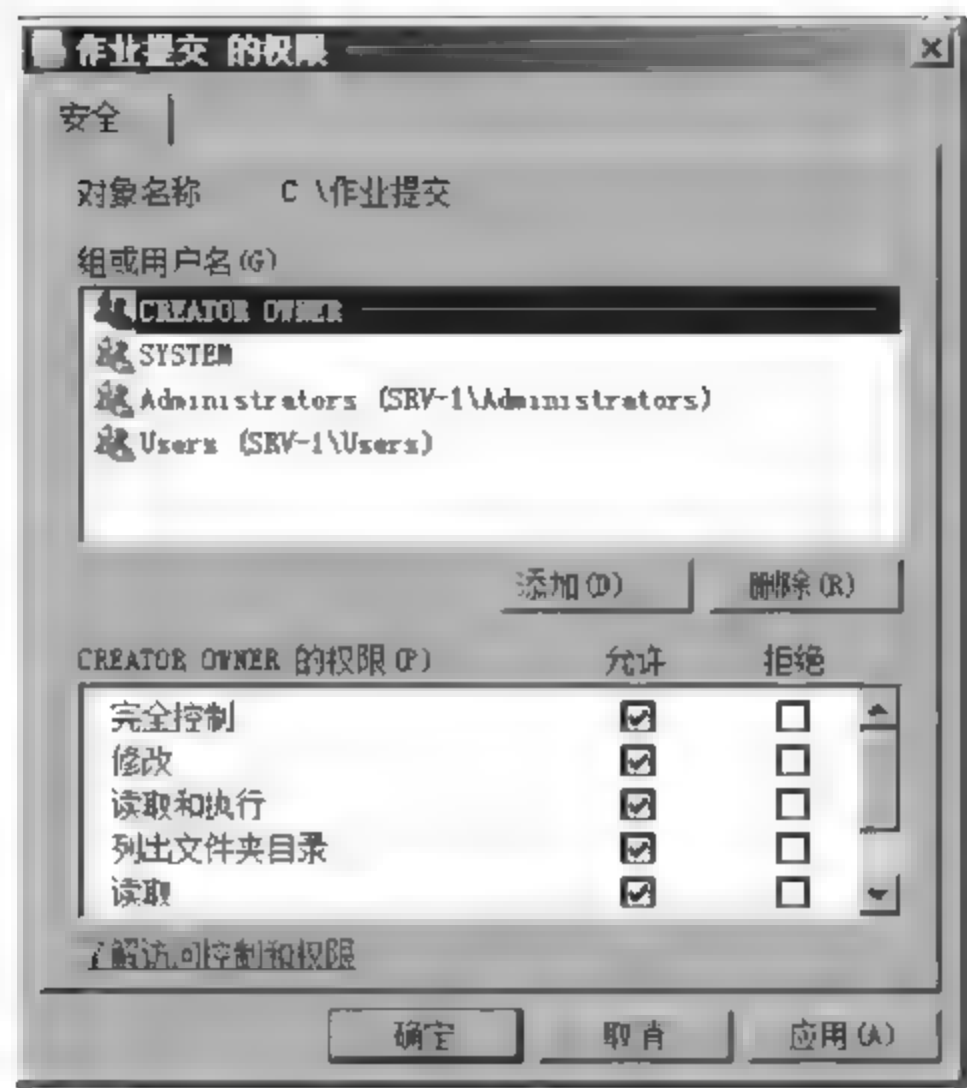 作业提交 的权限
安全
对象名称 C \作业提交
组或用户名(G)
CREATOR OWNER
SYSTEM
Administrators (SRV-1\Administrators)
Users (SRV-1\Users)
添加(D) 删除(R)
CREATOR OWNER 的权限(P) 允许 拒绝
完全控制
修改
读取和执行
列出文件夹目录
读取
了解访问控制和权限
确定 取消 应用(A)